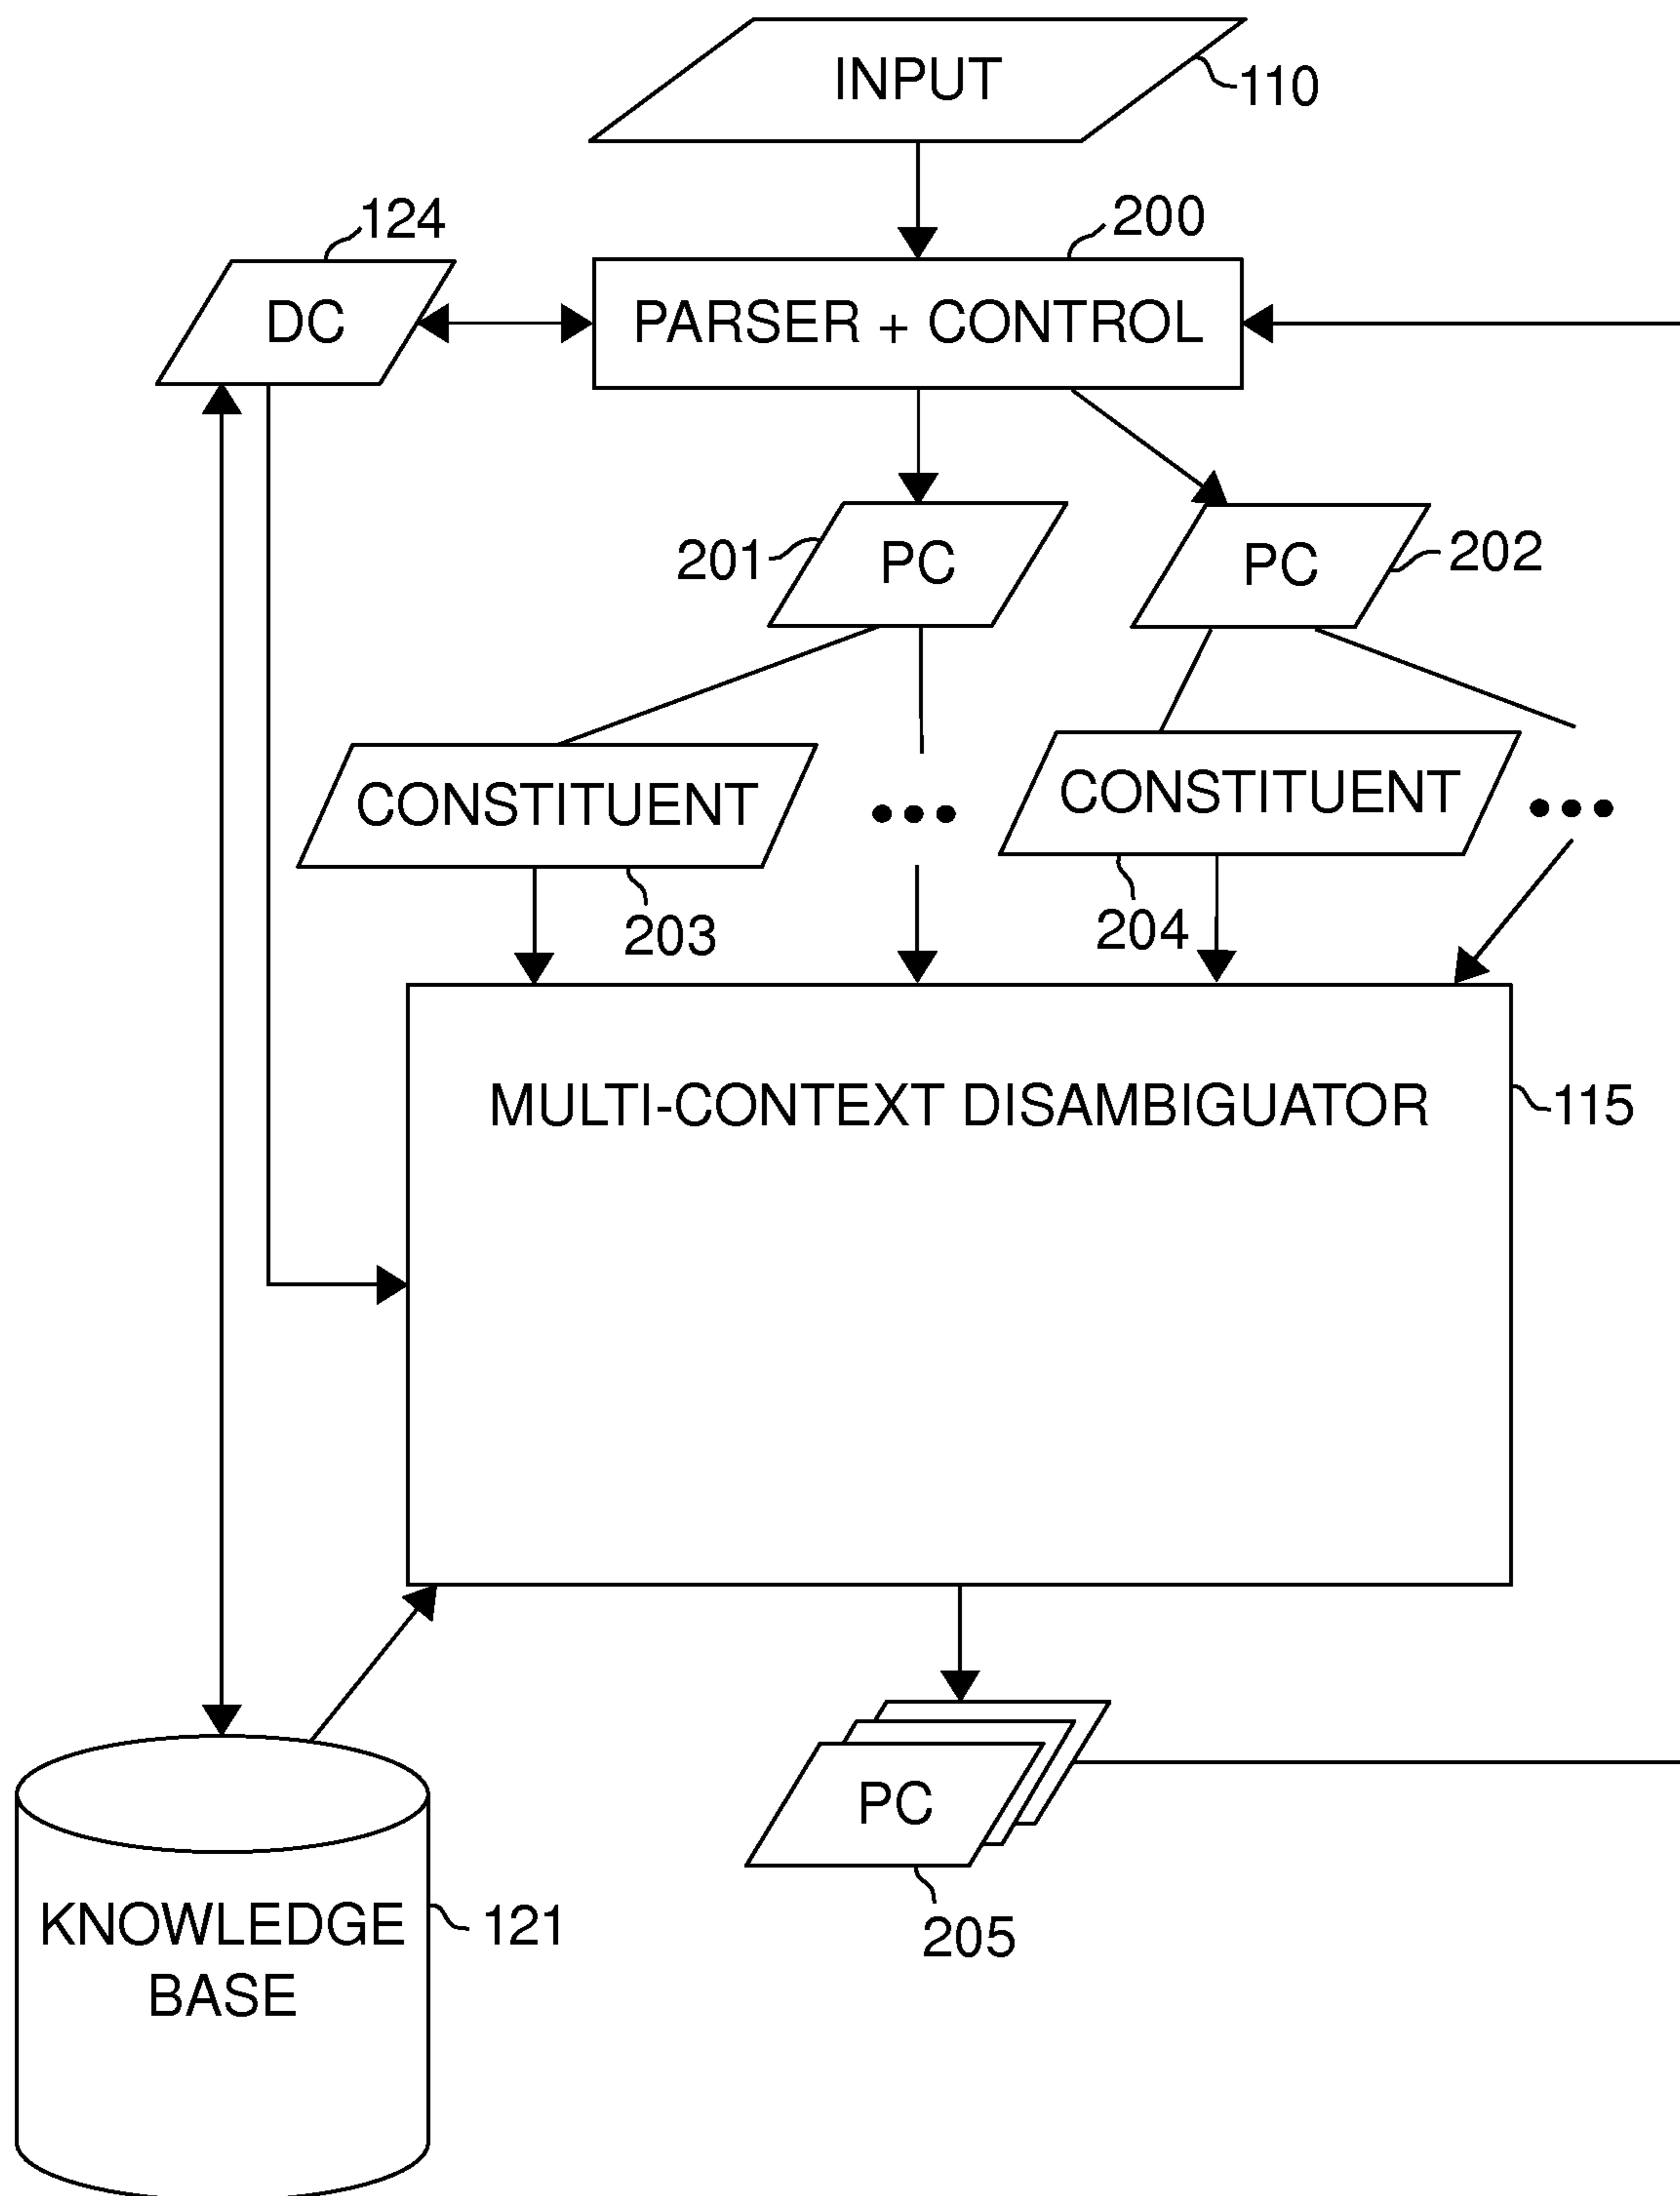 INPUT
110
124
200
DC
PARSER + CONTROL
201
PC
PC
202
CONSTITUENT
•••
CONSTITUENT
•••
203
204
MULTI-CONTEXT DISAMBIGUATOR
115
PC
KNOWLEDGE
BASE
121
205